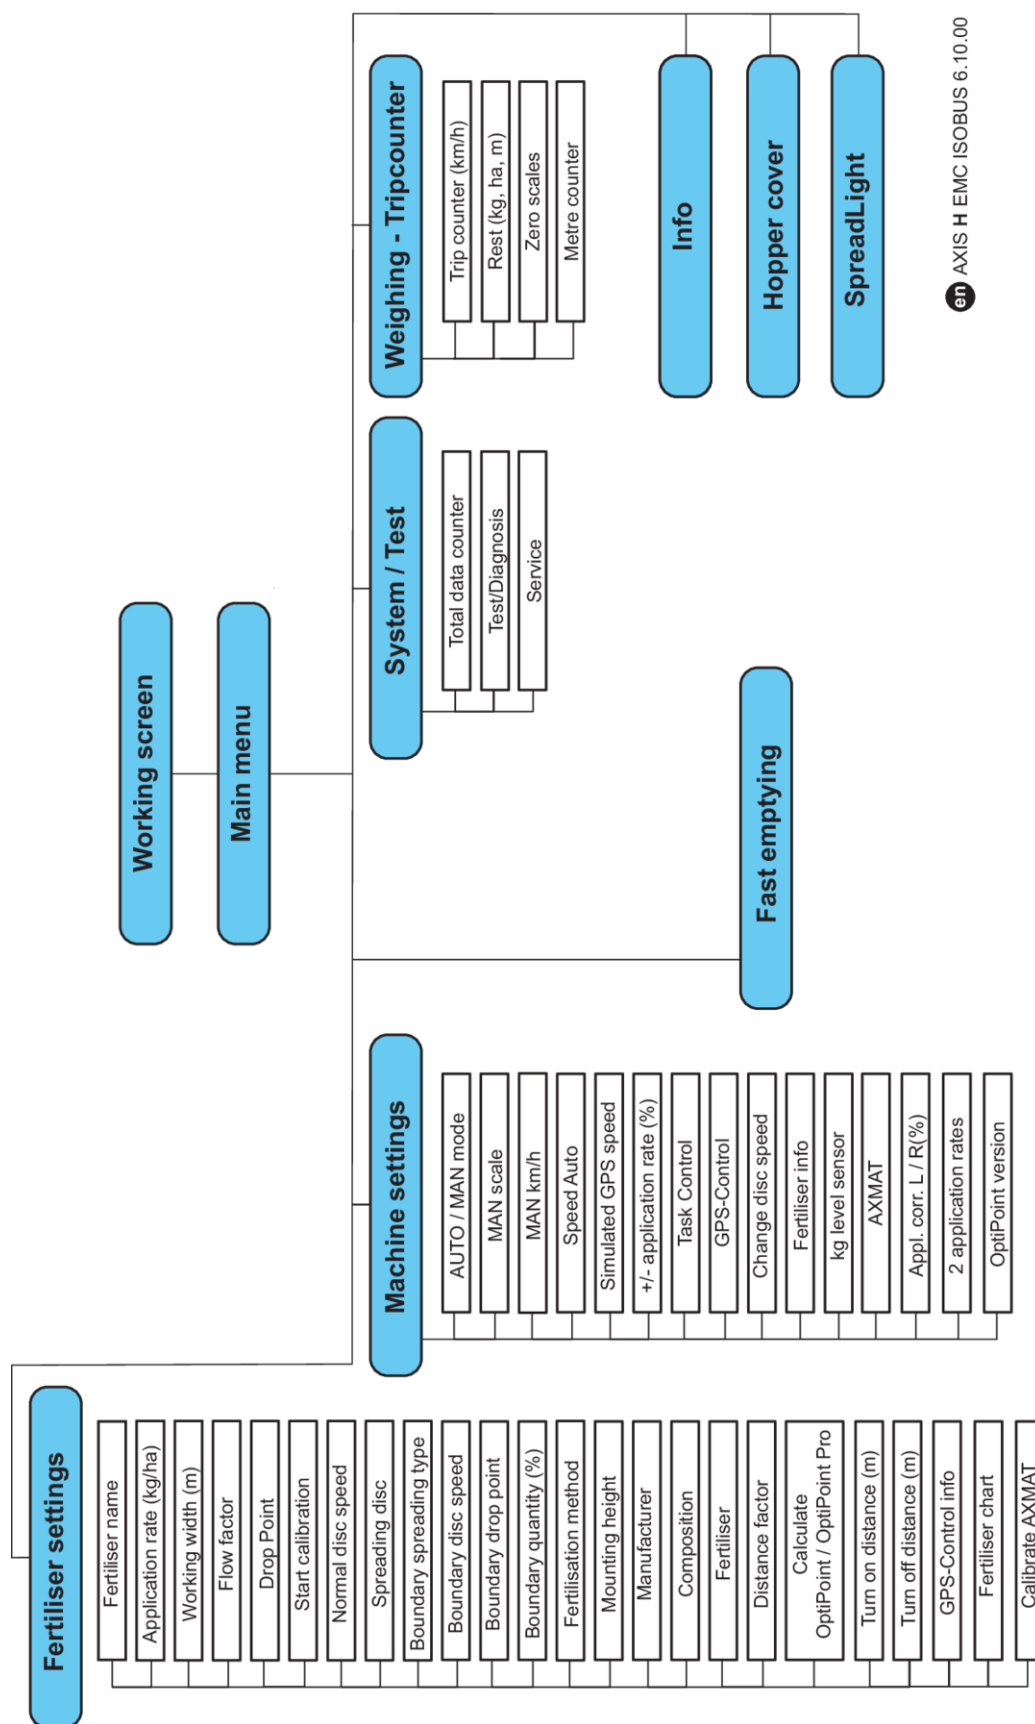 Working screen
Main menu
Fertiliser settings
Fertiliser name
Application rate (kg/ha)
Working width (m)
Flow factor
Drop Point
Start calibration
Normal disc speed
Spreading disc
Boundary spreading type
Boundary disc speed
Boundary drop point
Boundary quantity (%)
Fertilisation method
Mounting height
Manufacturer
Composition
Fertiliser
Distance factor
Calculate
OptiPoint / OptiPoint Pro
Turn on distance (m)
Turn off distance (m)
GPS-Control info
Fertiliser chart
Calibrate AXMAT
Machine settings
AUTO / MAN mode
MAN scale
MAN km/h
Speed Auto
Simulated GPS speed
+/- application rate (%)
Task Control
GPS-Control
Change disc speed
Fertiliser info
kg level sensor
AXMAT
Appl. corr. L / R(%)
2 application rates
OptiPoint version
Fast emptying
System / Test
Total data counter
Test/Diagnosis
Service
Weighing - Tripcounter
Trip counter (km/h)
Rest (kg, ha, m)
Zero scales
Metre counter
Info
Hopper cover
SpreadLight
en AXIS H EMC ISOBUS 6.10.00